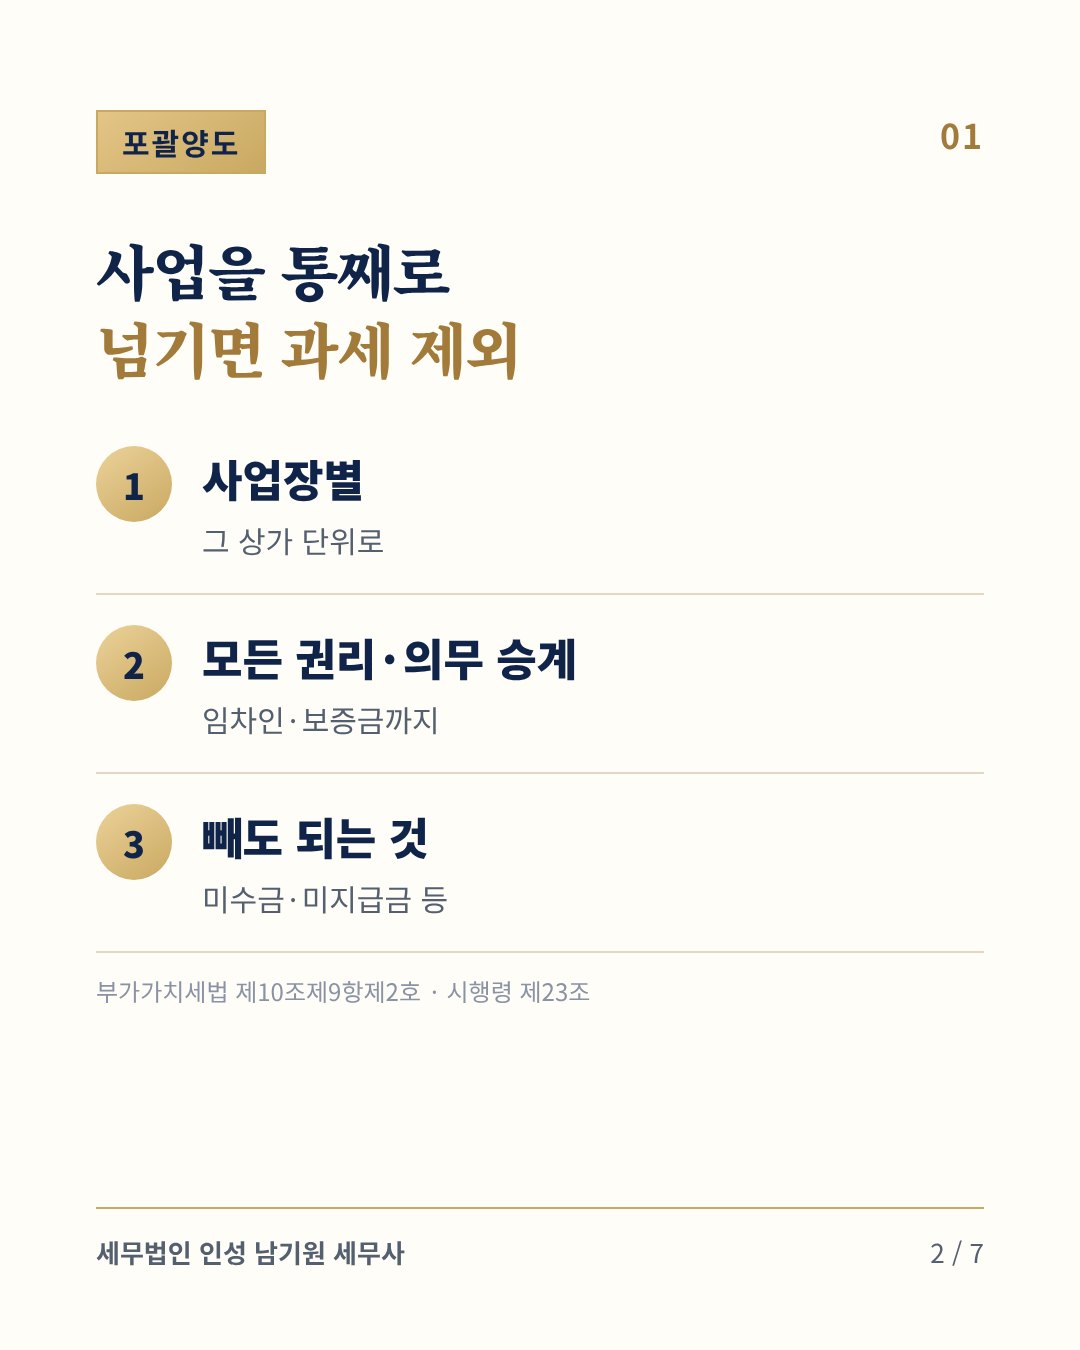 포괄양도
01
사업을 통째로
넘기면 과세 제외
1
사업장별
그 상가 단위로
2
모든 권리·의무 승계
임차인·보증금까지
3
빼도 되는 것
미수금·미지급금 등
부가가치세법 제10조제9항제2호 · 시행령 제23조
세무법인 인성 남기원 세무사
2 / 7